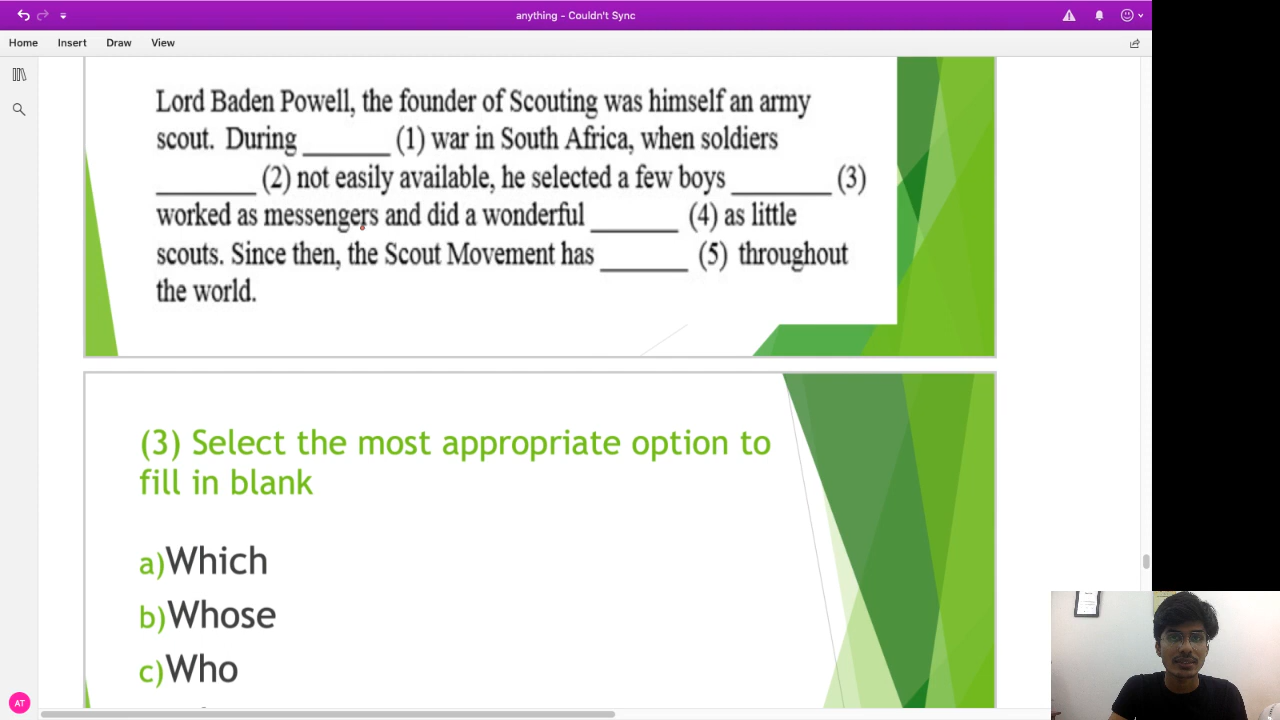 anything - Couldn't Sync
Home Insert Draw View
Lord Baden Powell, the founder of Scouting was himself an army
scout. During _______ (1) war in South Africa, when soldiers
________ (2) not easily available, he selected a few boys ________ (3)
worked as messengers and did a wonderful _______ (4) as little
scouts. Since then, the Scout Movement has _______ (5) throughout
the world.
(3) Select the most appropriate option to
fill in blank
a)Which
b)Whose
c)Who
AT